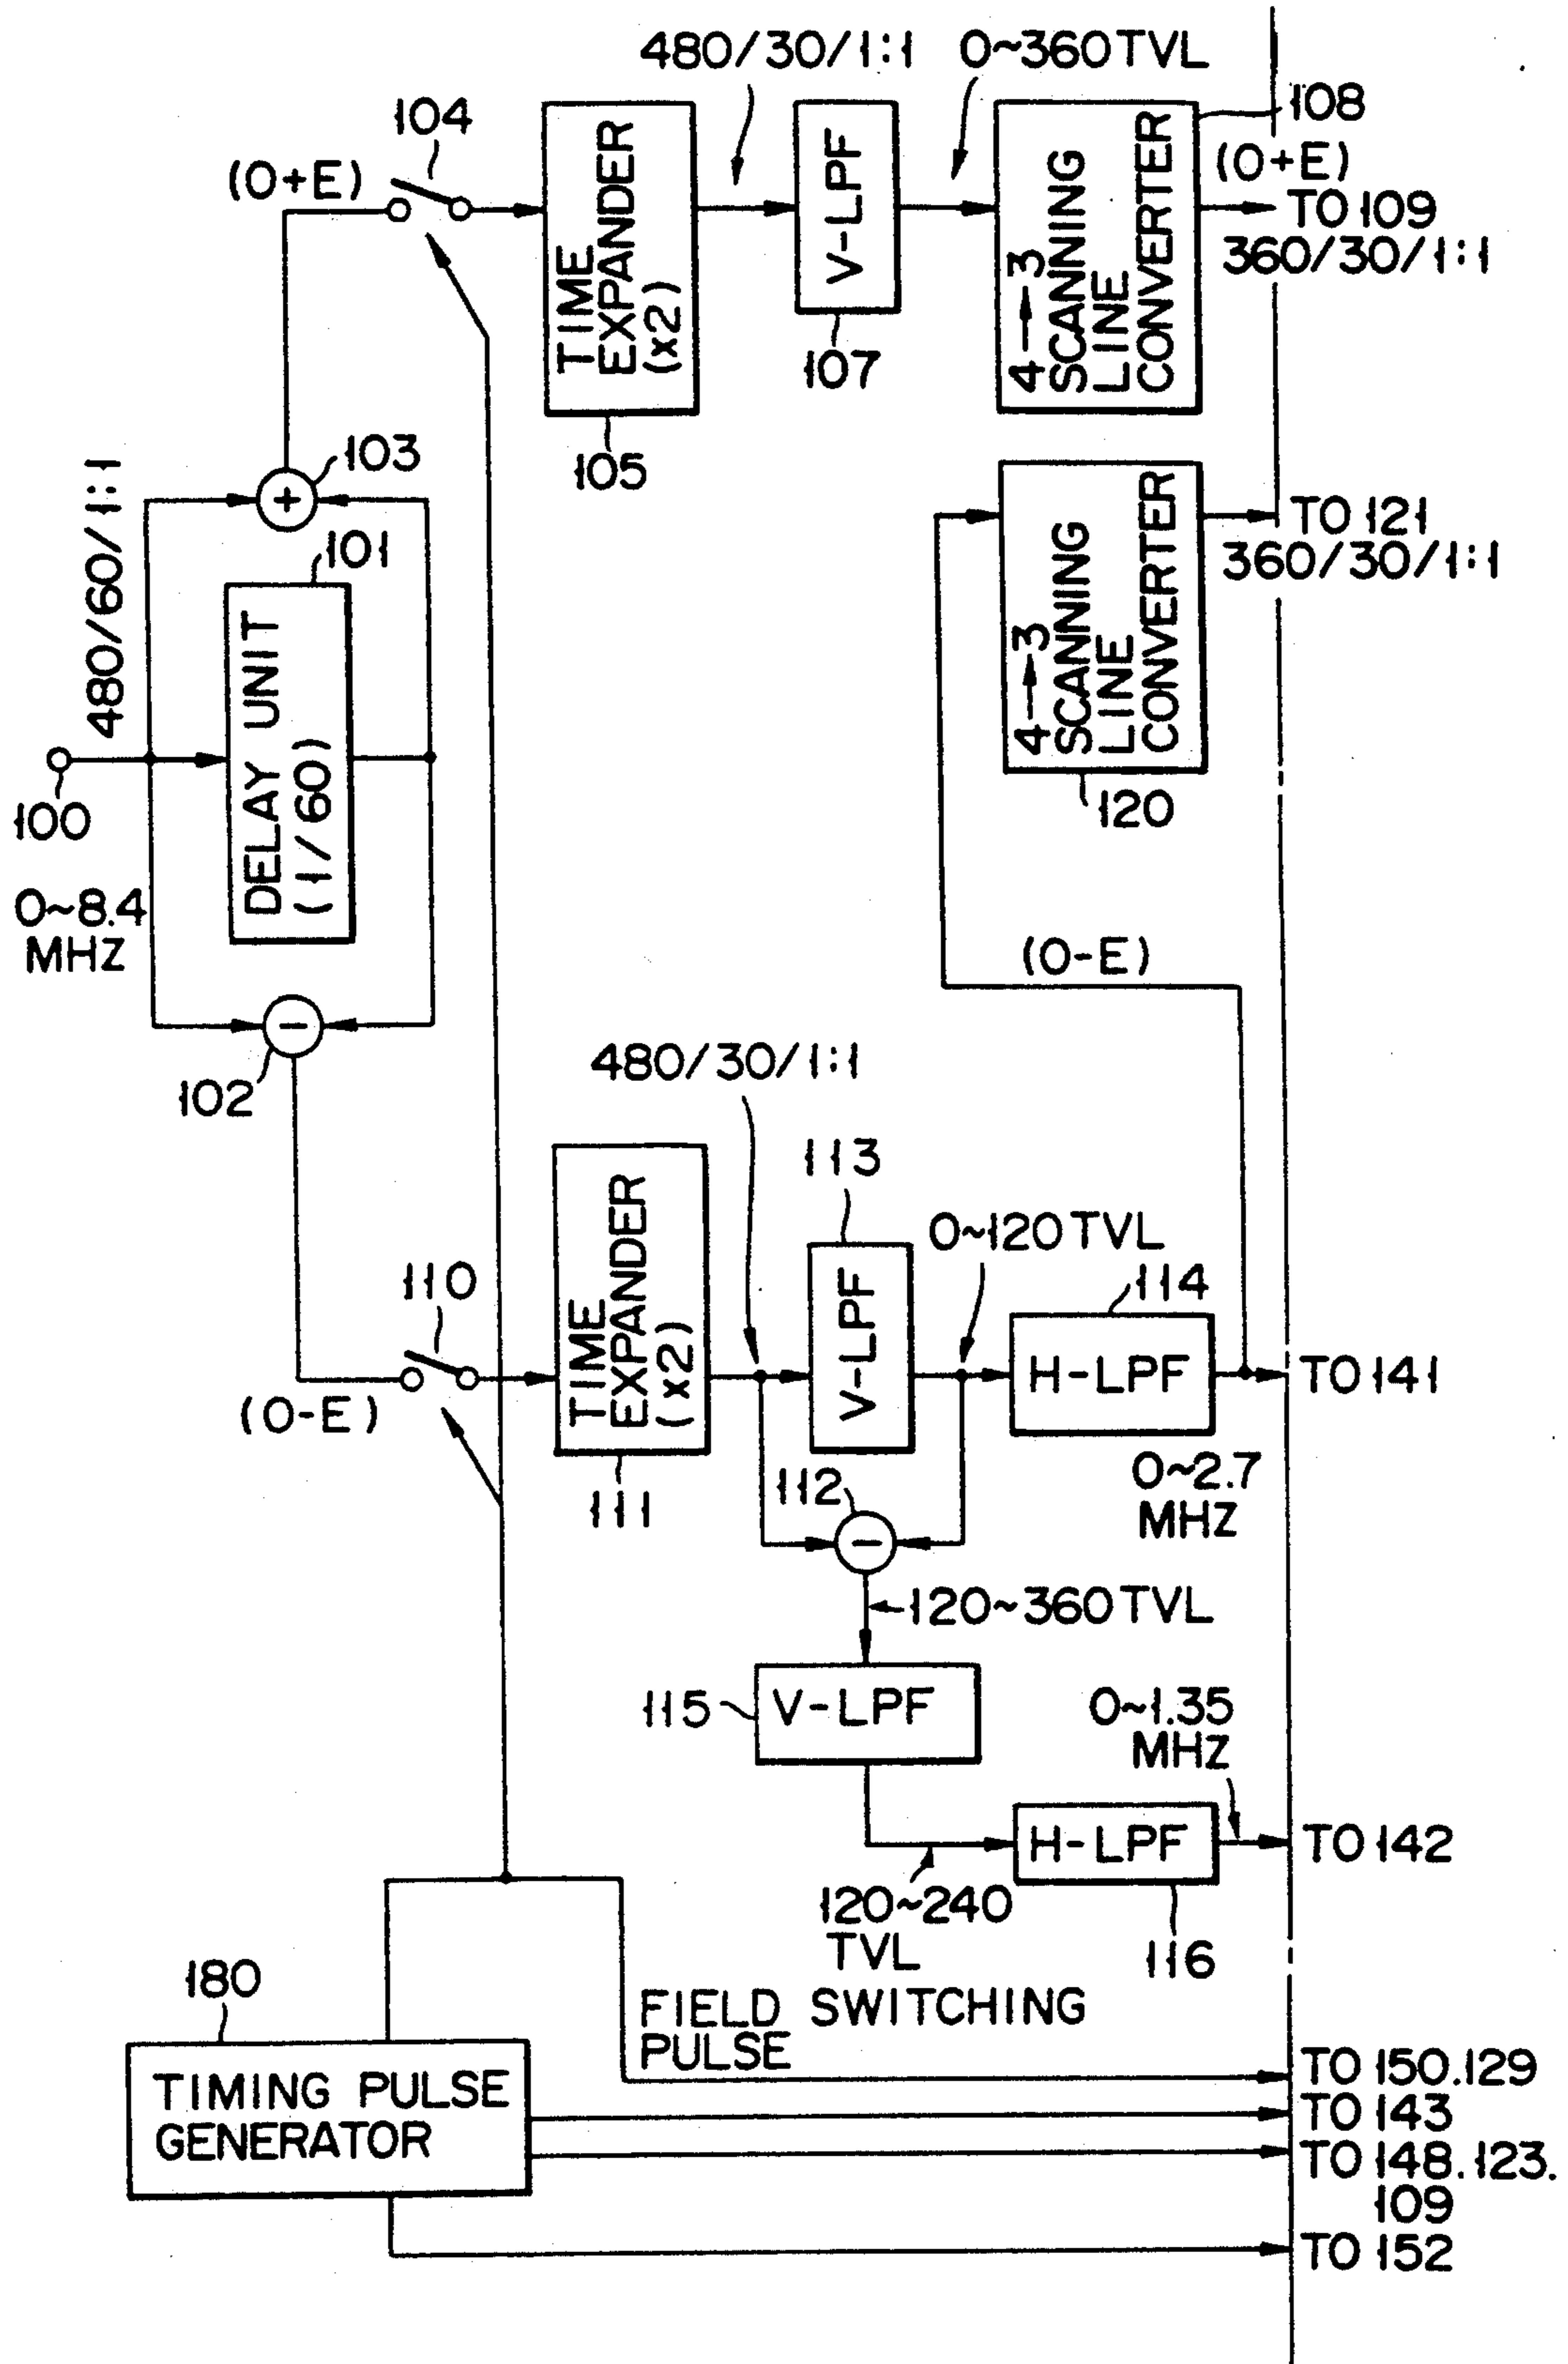 480/30/1:1
0~360TVL
108
104
(O+E)
(O+E)
TO 109
360/30/1:1
TIME
EXPANDER
(x2)
V-LPF
4→3
SCANNING
LINE
CONVERTER
107
105
103
480/60/1:1
101
TO 121
360/30/1:1
4→3
SCANNING
LINE
CONVERTER
DELAY UNIT
(1/60)
100
120
0~8.4
MHZ
(O-E)
480/30/1:1
102
113
0~120 TVL
110
114
TIME
EXPANDER
(x2)
V-LPF
H-LPF
TO 141
(O-E)
0~2.7
MHZ
112
111
120~360TVL
115
V-LPF
0~1.35
MHZ
H-LPF
TO 142
120~240
TVL
116
180
FIELD SWITCHING
PULSE
TIMING PULSE
GENERATOR
TO 150.129
TO 143
TO 148.123.
109
TO 152